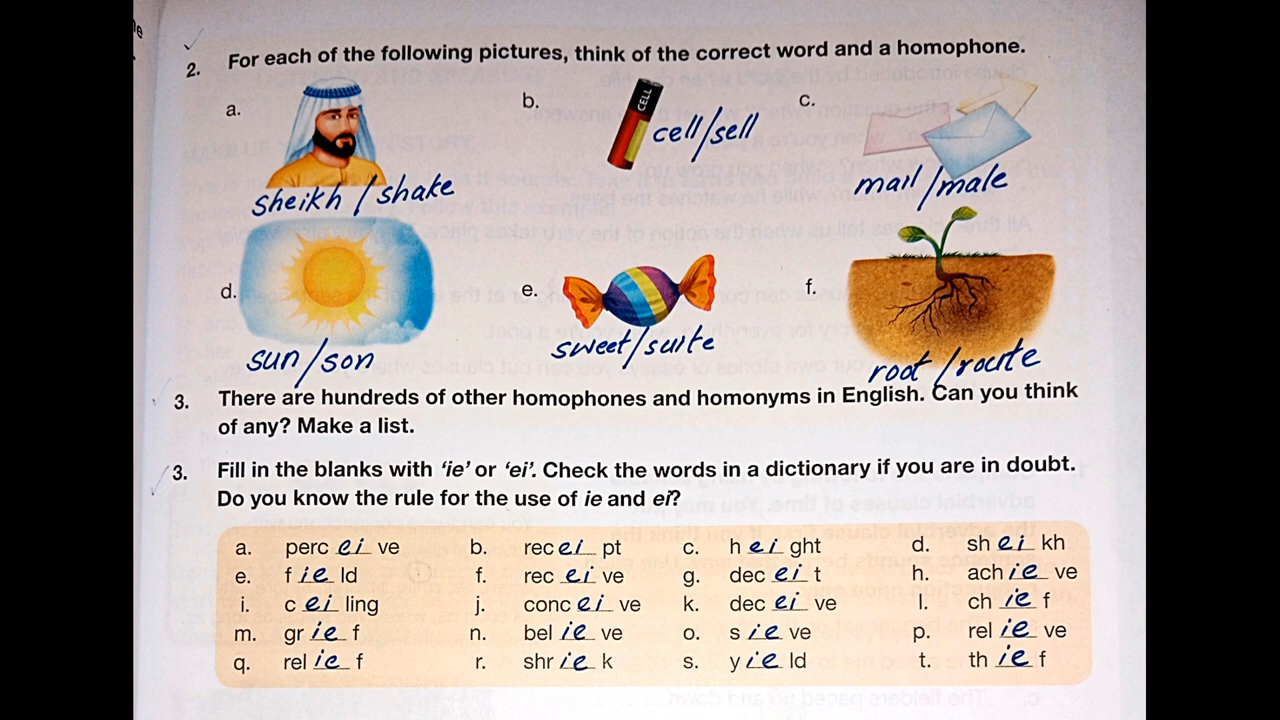 2. For each of the following pictures, think of the correct word and a homophone.
a. b. CELL c.
cell/sell
sheikh / shake mail / male
d. e. f.
sun / son sweet/suite root / route
3. There are hundreds of other homophones and homonyms in English. Can you think
of any? Make a list.
3. Fill in the blanks with ‘ie’ or ‘ei’. Check the words in a dictionary if you are in doubt.
Do you know the rule for the use of ie and ei?
a. perc ei ve b. rec ei pt c. h ei ght d. sh ei kh
e. f ie ld f. rec ei ve g. dec ei t h. ach ie ve
i. c ei ling j. conc ei ve k. dec ei ve l. ch ie f
m. gr ie f n. bel ie ve o. s ie ve p. rel ie ve
q. rel ie f r. shr ie k s. y ie ld t. th ie f